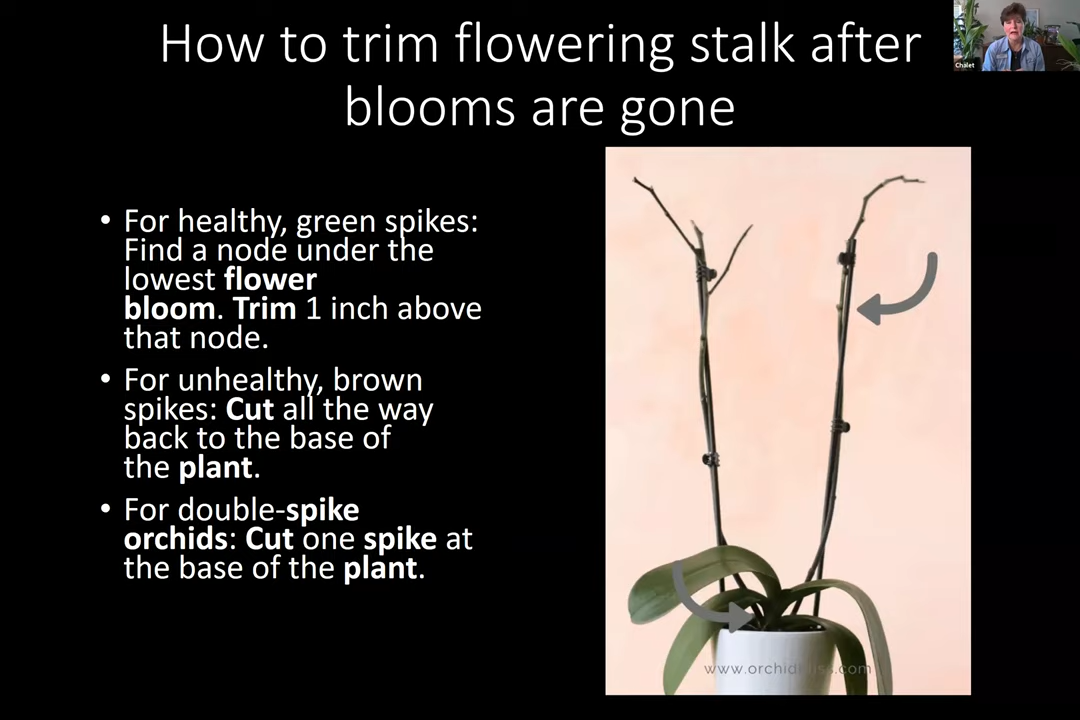 How to trim flowering stalk after
blooms are gone
Chalet
• For healthy, green spikes:
Find a node under the
lowest flower
bloom. Trim 1 inch above
that node.
• For unhealthy, brown
spikes: Cut all the way
back to the base of
the plant.
• For double-spike
orchids: Cut one spike at
the base of the plant.
www.orchidbliss.com